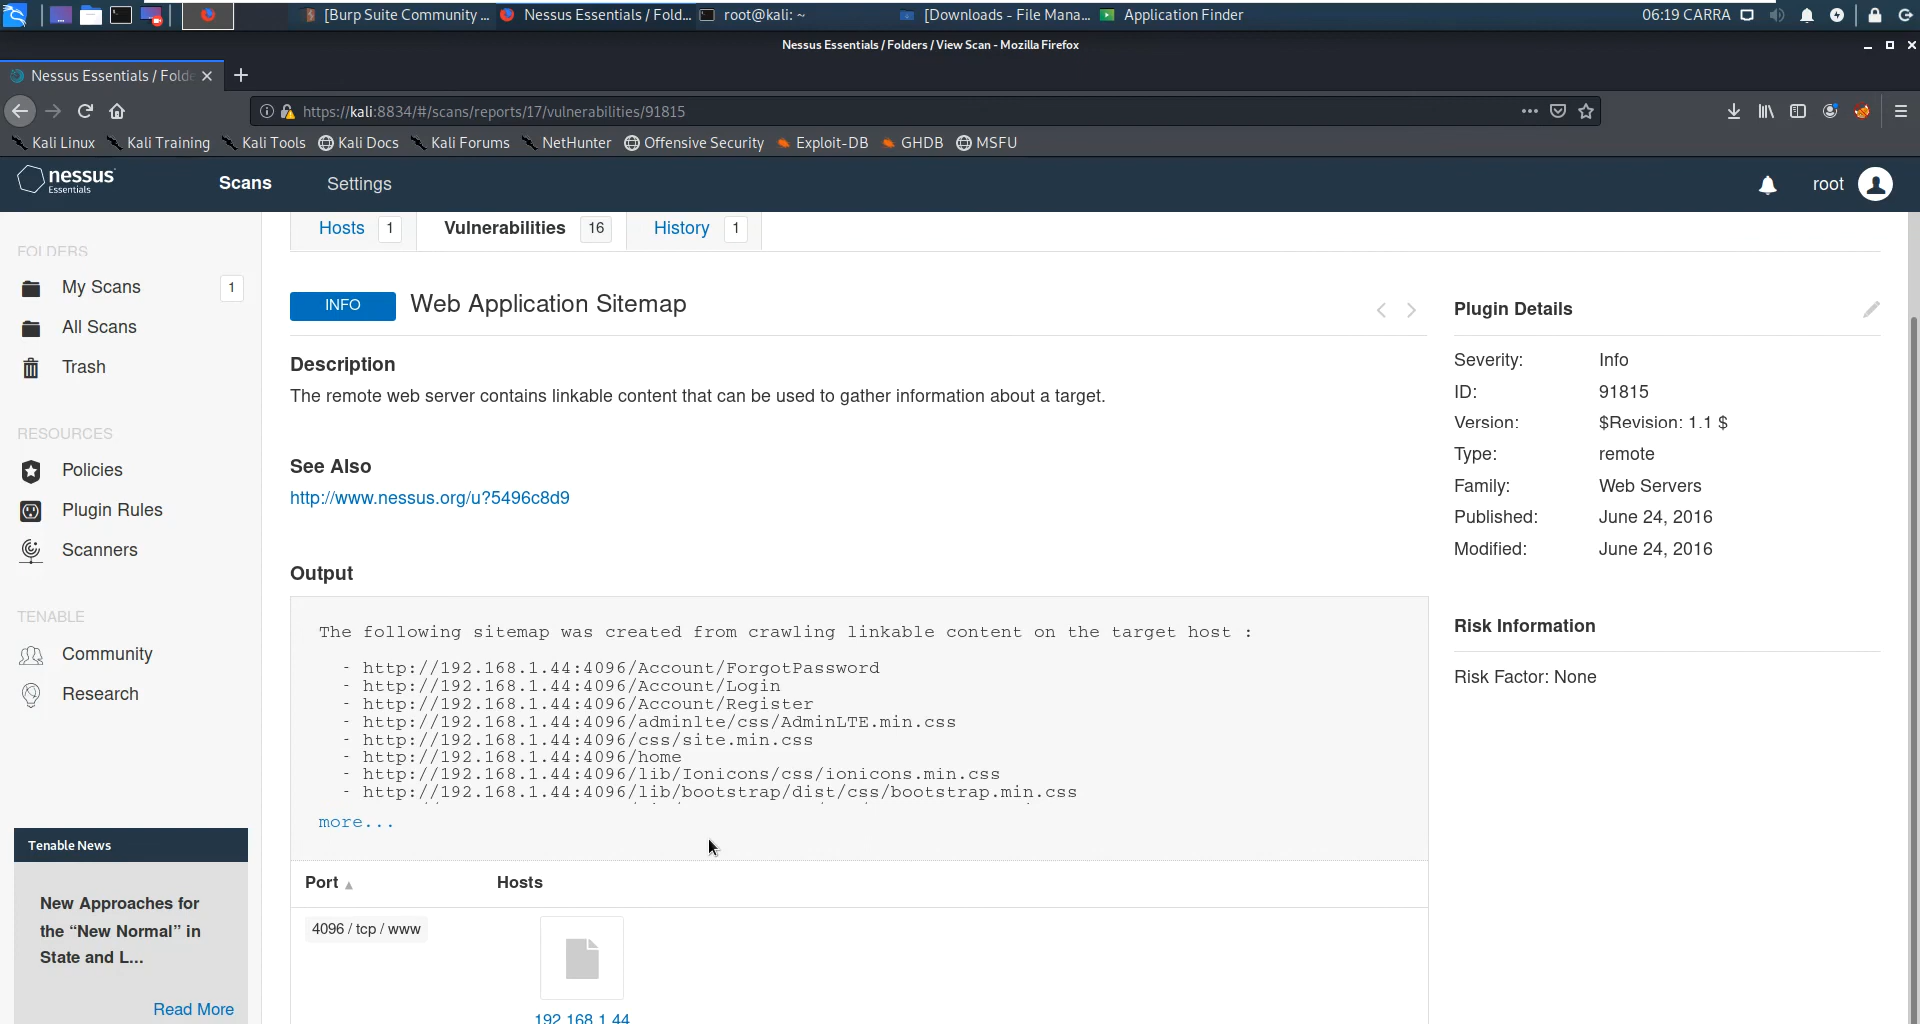 [Burp Suite Community ...
Nessus Essentials / Fold...
root@kali: ~
[Downloads - File Mana...
Application Finder
06:19 CARRA
Nessus Essentials / Folders / View Scan - Mozilla Firefox
Nessus Essentials / Folde
https://kali:8834/#/scans/reports/17/vulnerabilities/91815
Kali Linux
Kali Training
Kali Tools
Kali Docs
Kali Forums
NetHunter
Offensive Security
Exploit-DB
GHDB
MSFU
nessus
Essentials
Scans
Settings
root
FOLDERS
My Scans 1
All Scans
Trash
RESOURCES
Policies
Plugin Rules
Scanners
TENABLE
Community
Research
Tenable News
New Approaches for
the “New Normal” in
State and L...
Read More
Hosts 1
Vulnerabilities 16
History 1
INFO
Web Application Sitemap
Description
The remote web server contains linkable content that can be used to gather information about a target.
See Also
http://www.nessus.org/u?5496c8d9
Output
The following sitemap was created from crawling linkable content on the target host :
- http://192.168.1.44:4096/Account/ForgotPassword
- http://192.168.1.44:4096/Account/Login
- http://192.168.1.44:4096/Account/Register
- http://192.168.1.44:4096/adminlte/css/AdminLTE.min.css
- http://192.168.1.44:4096/css/site.min.css
- http://192.168.1.44:4096/home
- http://192.168.1.44:4096/lib/Ionicons/css/ionicons.min.css
- http://192.168.1.44:4096/lib/bootstrap/dist/css/bootstrap.min.css
more...
Port
Hosts
4096 / tcp / www
192.168.1.44
Plugin Details
Severity: Info
ID: 91815
Version: $Revision: 1.1 $
Type: remote
Family: Web Servers
Published: June 24, 2016
Modified: June 24, 2016
Risk Information
Risk Factor: None